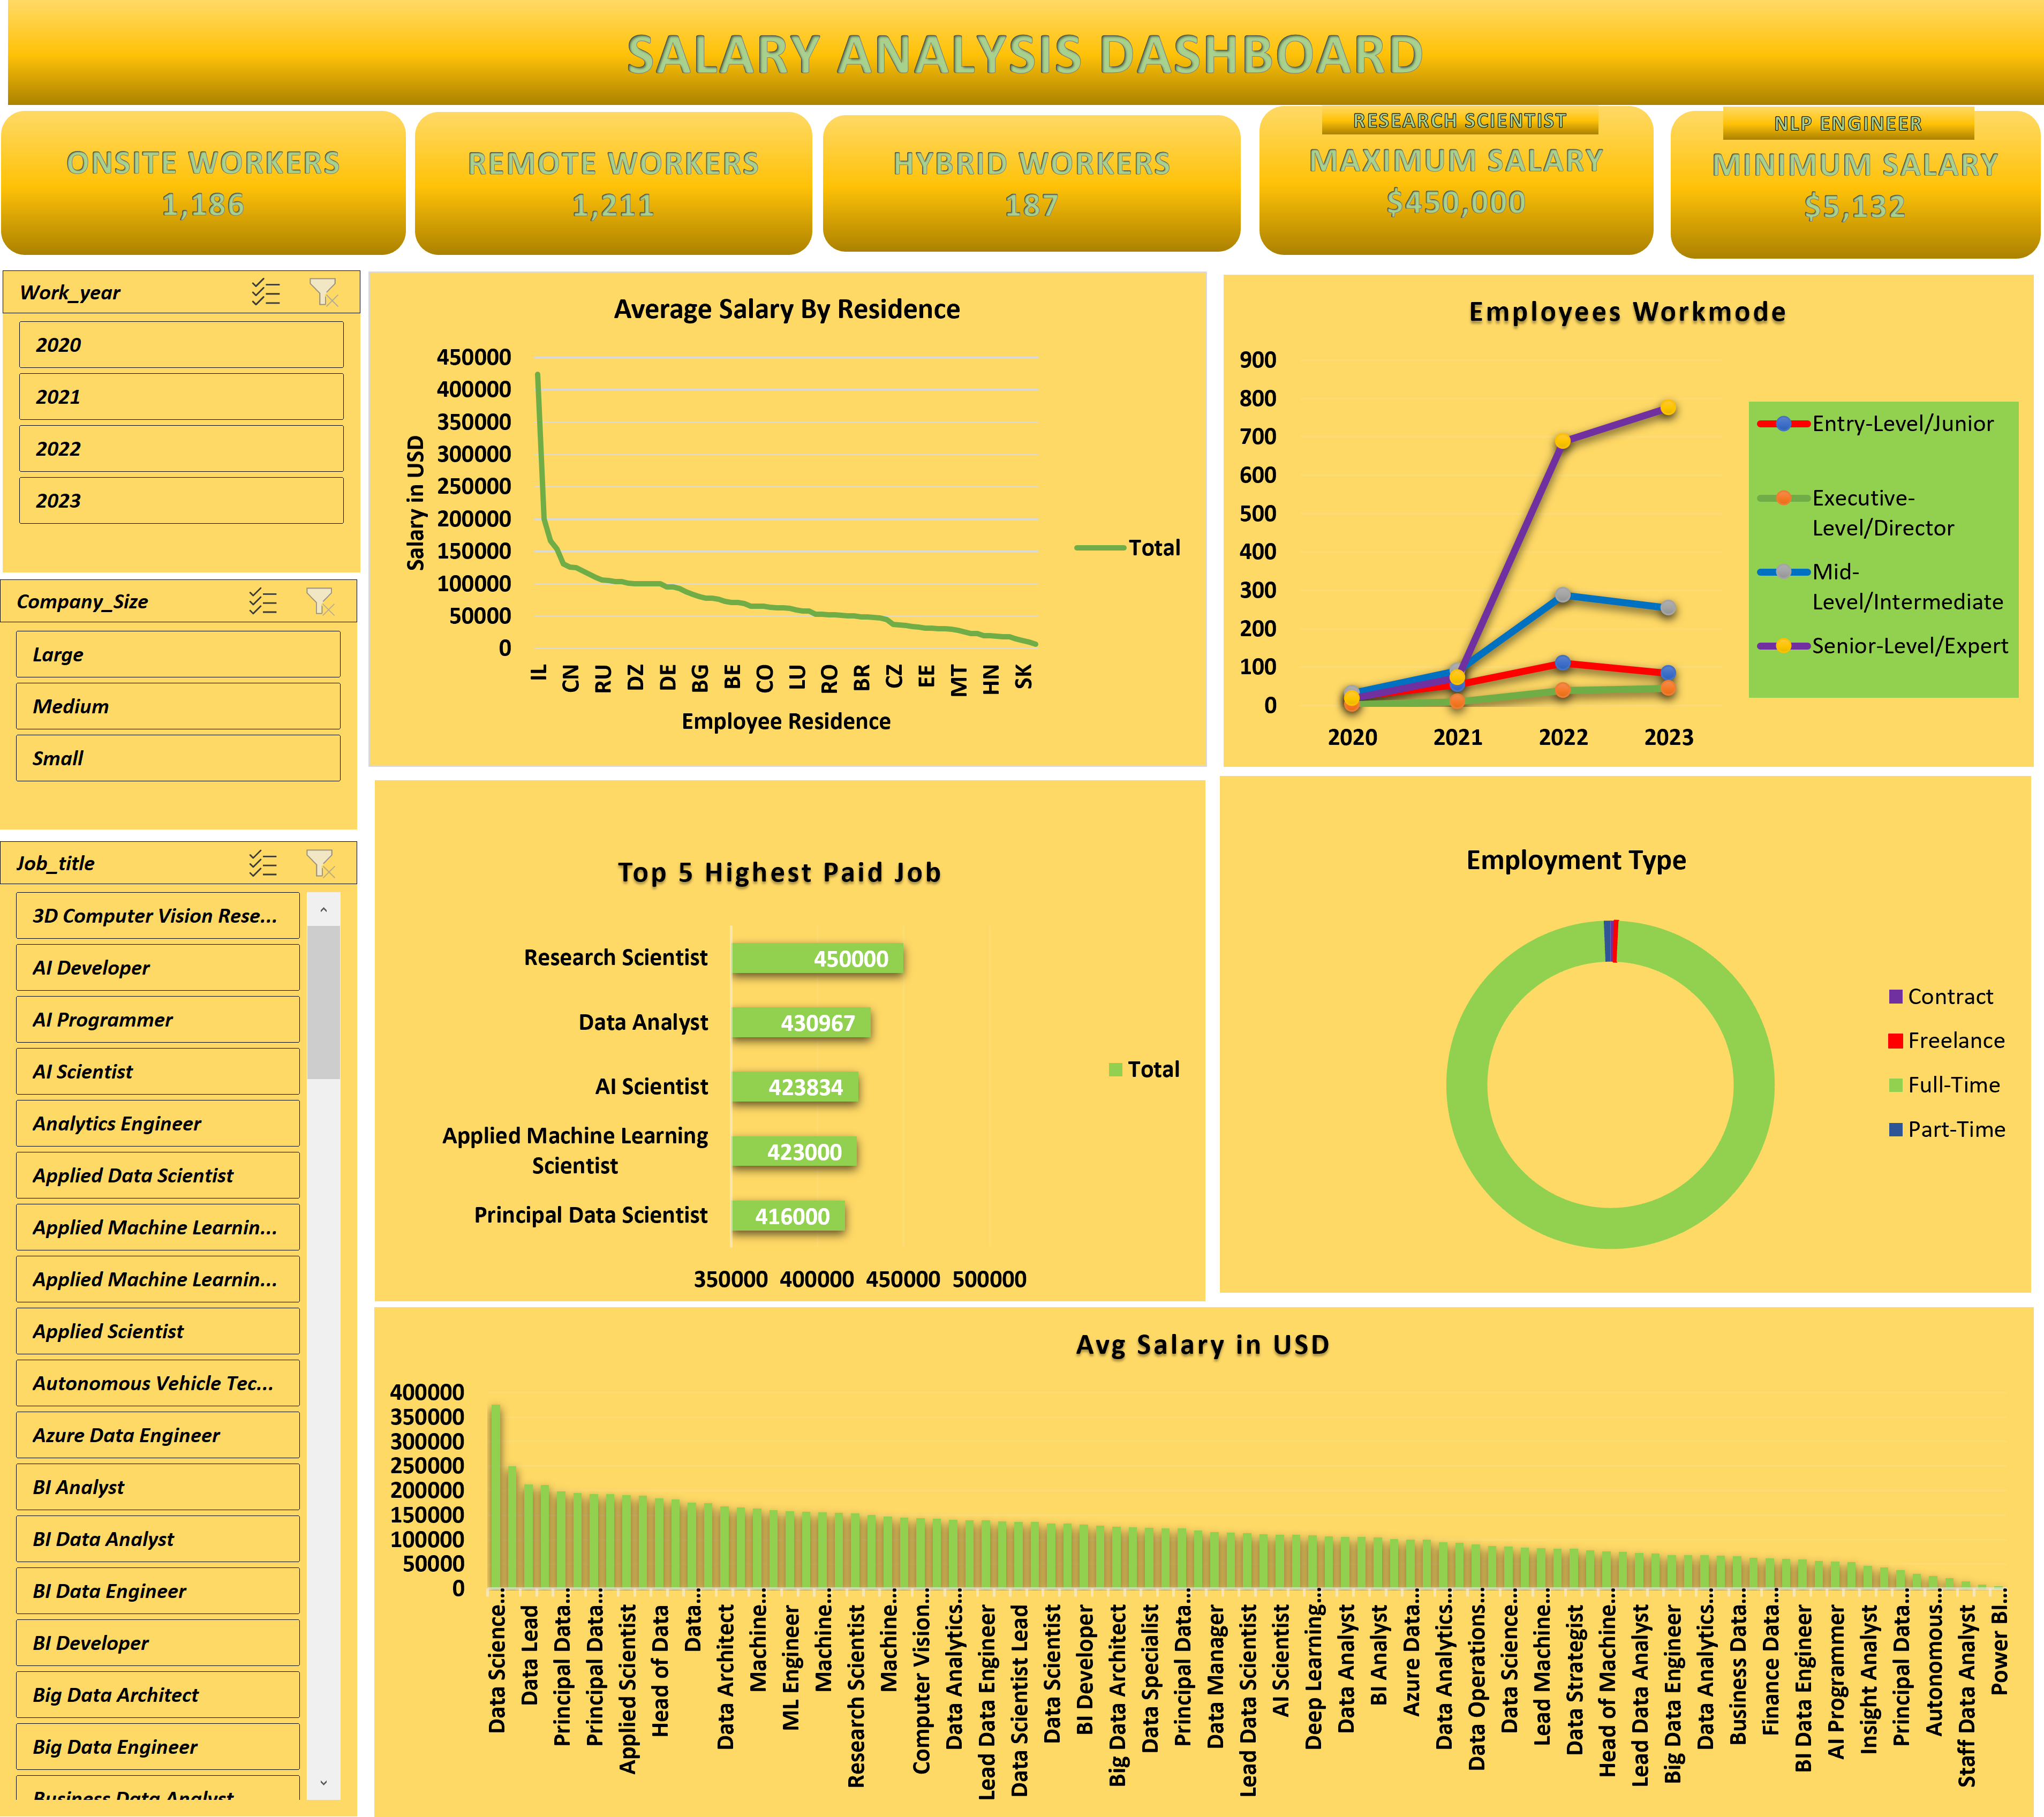 SALARY ANALYSIS DASHBOARD
ONSITE WORKERS
1,186
REMOTE WORKERS
1,211
HYBRID WORKERS
187
RESEARCH SCIENTIST
MAXIMUM SALARY
$450,000
NLP ENGINEER
MINIMUM SALARY
$5,132
Work_year
2020
2021
2022
2023
Company_Size
Large
Medium
Small
Job_title
3D Computer Vision Rese...
AI Developer
AI Programmer
AI Scientist
Analytics Engineer
Applied Data Scientist
Applied Machine Learnin...
Applied Machine Learnin...
Applied Scientist
Autonomous Vehicle Tec...
Azure Data Engineer
BI Analyst
BI Data Analyst
BI Data Engineer
BI Developer
Big Data Architect
Big Data Engineer
Business Data Analyst
Average Salary By Residence
Salary in USD
450000
400000
350000
300000
250000
200000
150000
100000
50000
0
IL
CN
RU
DZ
DE
BG
BE
CO
LU
RO
BR
CZ
EE
MT
HN
SK
Employee Residence
Total
Employees Workmode
900
800
700
600
500
400
300
200
100
0
2020
2021
2022
2023
Entry-Level/Junior
Executive-
Level/Director
Mid-
Level/Intermediate
Senior-Level/Expert
Top 5 Highest Paid Job
Research Scientist
450000
Data Analyst
430967
AI Scientist
423834
Applied Machine Learning
Scientist
423000
Principal Data Scientist
416000
350000
400000
450000
500000
Total
Employment Type
Contract
Freelance
Full-Time
Part-Time
Avg Salary in USD
400000
350000
300000
250000
200000
150000
100000
50000
0
Data Science...
Data Lead
Principal Data...
Principal Data...
Applied Scientist
Head of Data
Data...
Data Architect
Machine...
ML Engineer
Machine...
Research Scientist
Machine...
Computer Vision...
Data Analytics...
Lead Data Engineer
Data Scientist Lead
Data Scientist
BI Developer
Big Data Architect
Data Specialist
Principal Data...
Data Manager
Lead Data Scientist
AI Scientist
Deep Learning...
Data Analyst
BI Analyst
Azure Data...
Data Analytics...
Data Operations...
Data Science...
Lead Machine...
Data Strategist
Head of Machine...
Lead Data Analyst
Big Data Engineer
Data Analytics...
Business Data...
Finance Data...
BI Data Engineer
AI Programmer
Insight Analyst
Principal Data...
Autonomous...
Staff Data Analyst
Power BI...